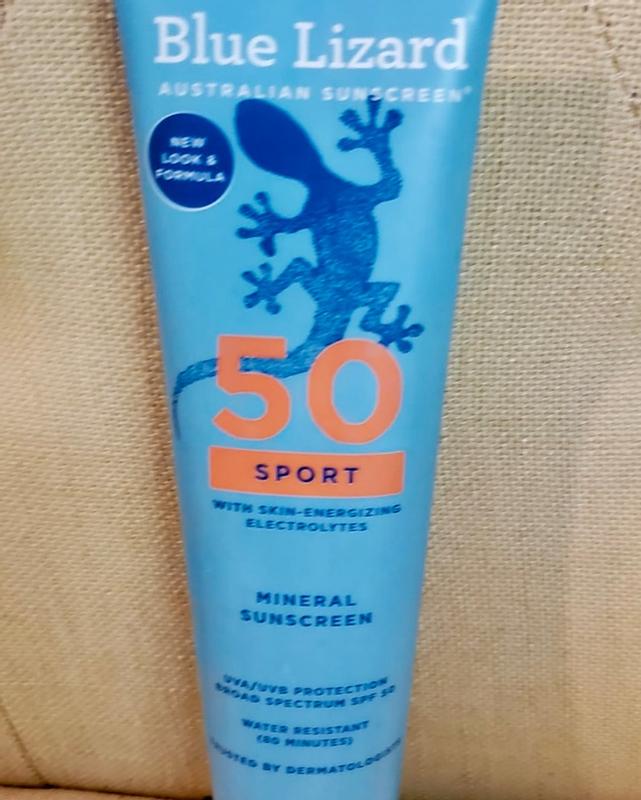 Blue Lizard
AUSTRALIAN SUNSCREEN®
NEW
LOOK &
FORMULA
50
SPORT
WITH SKIN-ENERGIZING
ELECTROLYTES
MINERAL
SUNSCREEN
UVA/UVB PROTECTION
BROAD SPECTRUM SPF 50
WATER RESISTANT
(80 MINUTES)
TRUSTED BY DERMATOLOGISTS